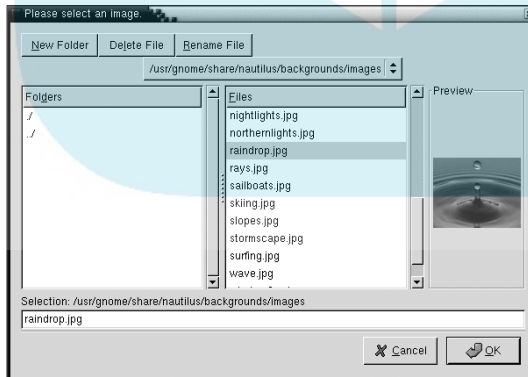 Please select an image.
New Folder
Delete File
Rename File
/usr/gnome/share/nautilus/backgrounds/images
Folders
./
../
Files
nightlights.jpg
northernlights.jpg
raindrop.jpg
rays.jpg
sailboats.jpg
skiing.jpg
slopes.jpg
stormscape.jpg
surfing.jpg
wave.jpg
Preview
Selection: /usr/gnome/share/nautilus/backgrounds/images
raindrop.jpg
Cancel
OK